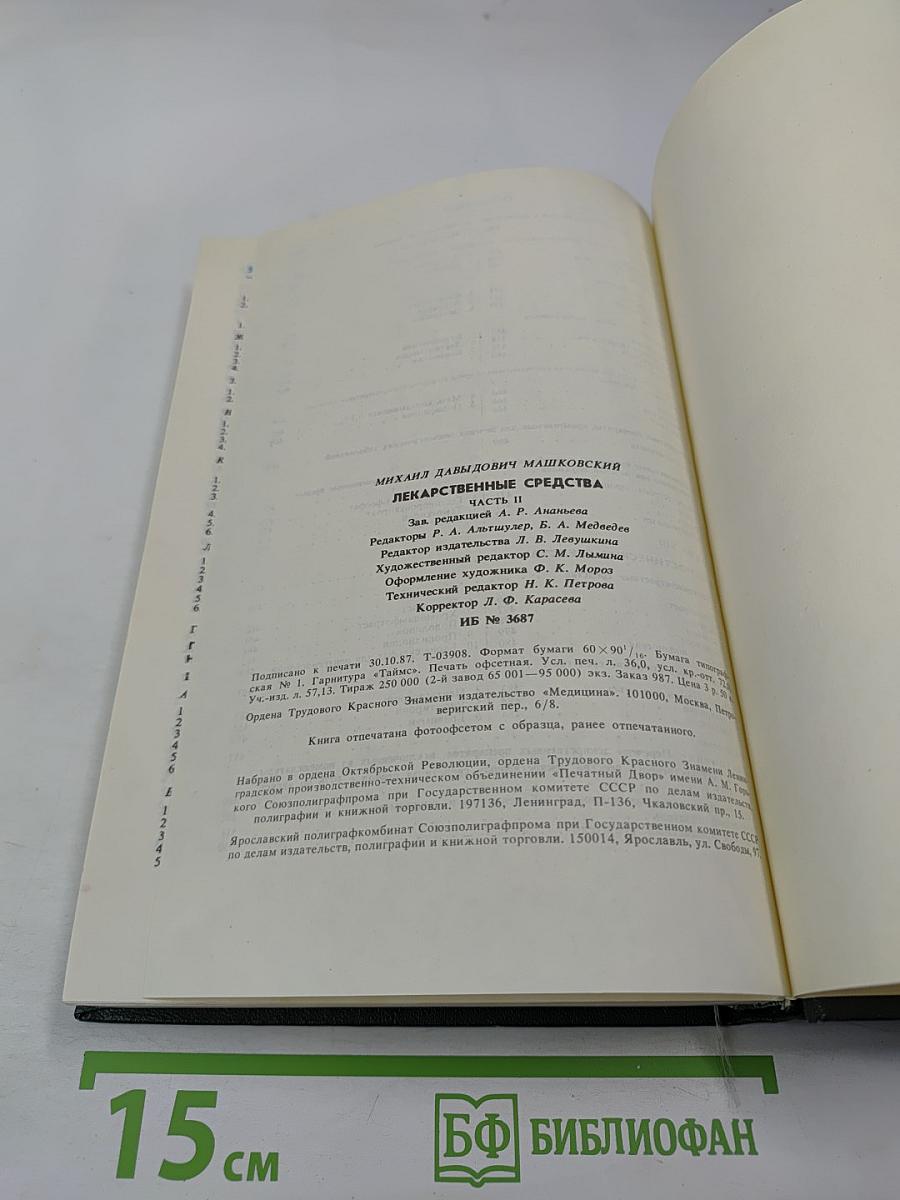 МИХАИЛ ДАВЫДОВИЧ МАШКОВСКИЙ
ЛЕКАРСТВЕННЫЕ СРЕДСТВА
ЧАСТЬ II
Зав. редакцией А. Р. Ананьева
Редакторы Р. А. Альтшулер, Б. А. Медведев
Редактор издательства Л. В. Левушкина
Художественный редактор С. М. Лымина
Оформление художника Ф. К. Мороз
Технический редактор Н. К. Петрова
Корректор Л. Ф. Карасева
ИБ № 3687
Подписано к печати 30.10.87. Т-03908. Формат бумаги 60×90¹/₁₆. Бумага типограф-
ская № 1. Гарнитура «Таймс». Печать офсетная. Усл. печ. л. 36,0, усл. кр.-отт.
Уч.-изд. л. 57,13. Тираж 250 000 (2-й завод 65 001—95 000) экз. Заказ 987. Цена 3 р.
Ордена Трудового Красного Знамени издательство «Медицина». 101000, Москва, Петро-
веригский пер., 6/8.
Книга отпечатана фотоофсетом с образца, ранее отпечатанного.
Набрано в ордена Октябрьской Революции, ордена Трудового Красного Знамени Ленин-
градском производственно-техническом объединении «Печатный Двор» имени А. М. Горь-
кого Союзполиграфпрома при Государственном комитете СССР по делам издательств,
полиграфии и книжной торговли. 197136, Ленинград, П-136, Чкаловский пр., 15.
Ярославский полиграфкомбинат Союзполиграфпрома при Государственном комитете СССР
по делам издательств, полиграфии и книжной торговли. 150014, Ярославль, ул. Свободы, 97.
15 см
БФ БИБЛИОФАН